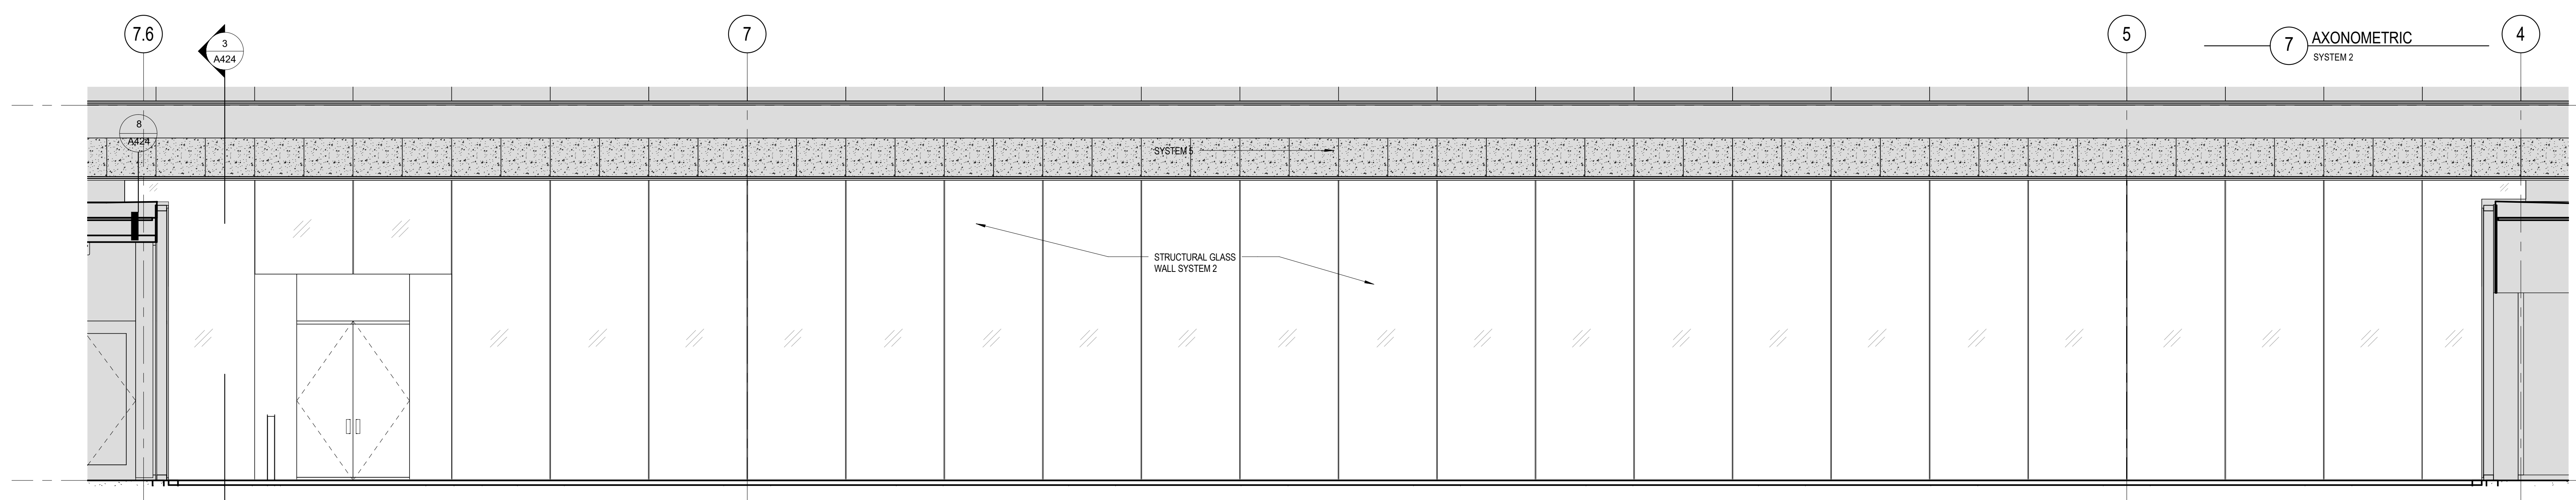 7.6
3
A424
7
5
7 AXONOMETRIC
SYSTEM 2
4
8
A424
SYSTEM 5
STRUCTURAL GLASS
WALL SYSTEM 2